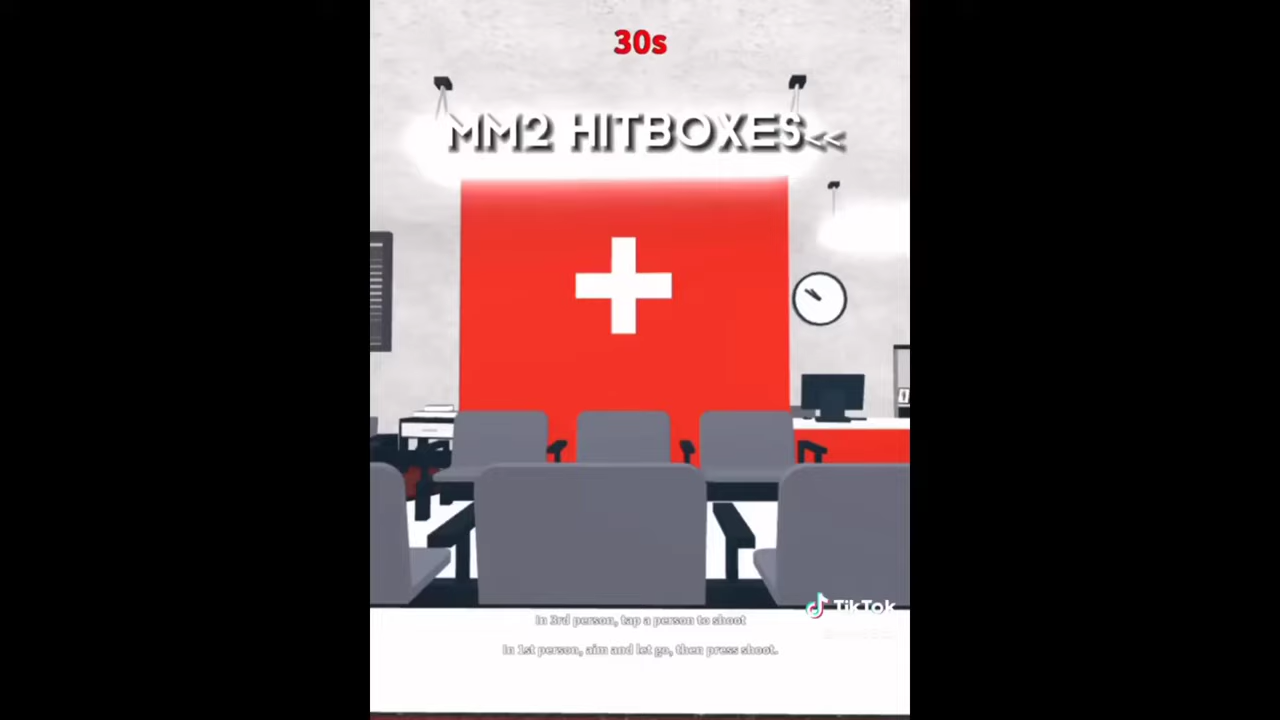 30s
MM2 HITBOXES<<
TikTok
In 3rd person, tap a person to shoot
In 1st person, aim and let go, then press shoot.